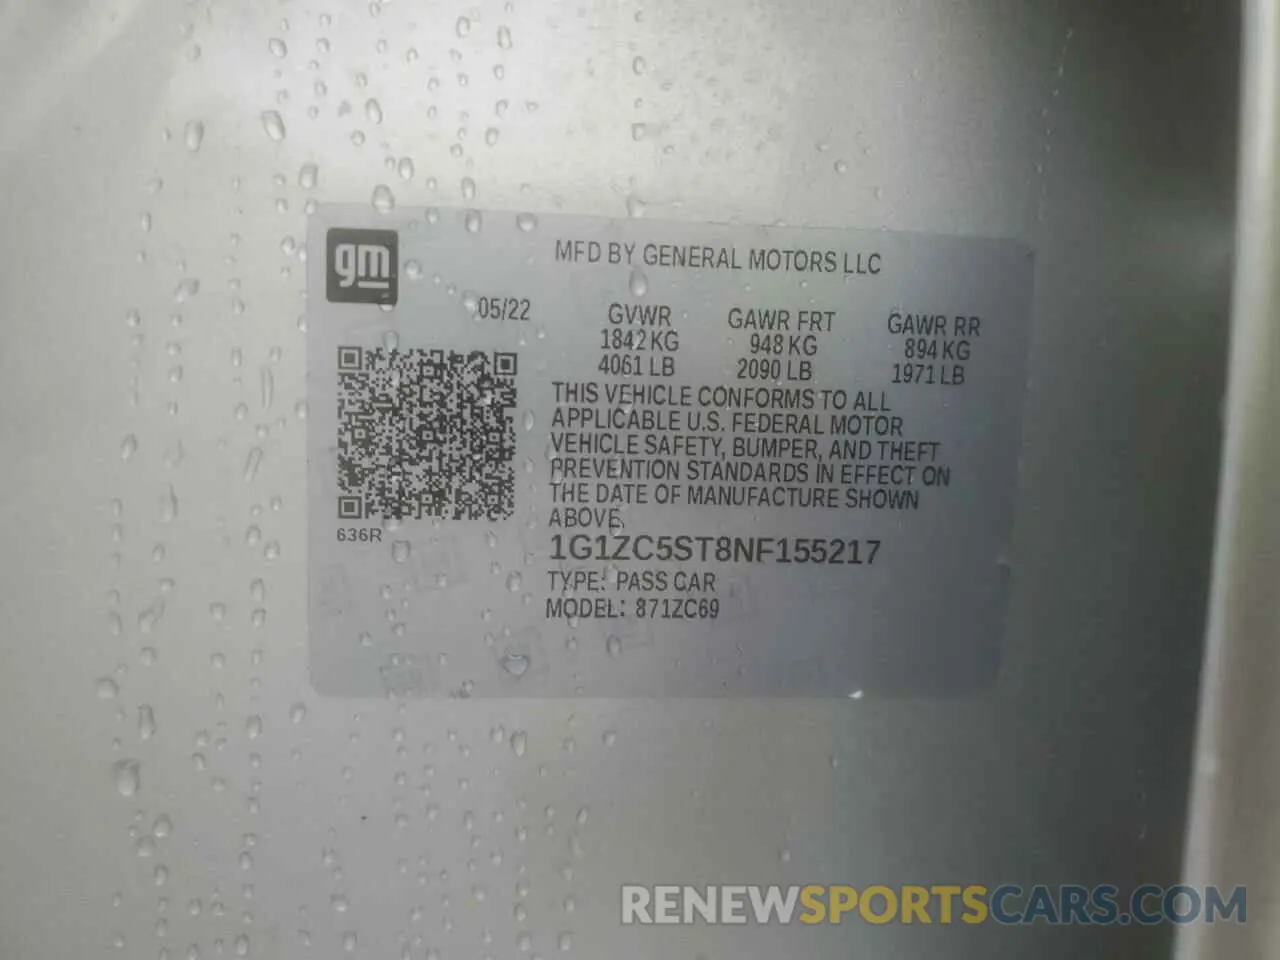 gm
MFD BY GENERAL MOTORS LLC
05/22 GVWR GAWR FRT GAWR RR
1842 KG 948 KG 894 KG
4061 LB 2090 LB 1971 LB
THIS VEHICLE CONFORMS TO ALL
APPLICABLE U.S. FEDERAL MOTOR
VEHICLE SAFETY, BUMPER, AND THEFT
PREVENTION STANDARDS IN EFFECT ON
THE DATE OF MANUFACTURE SHOWN
ABOVE.
636R
1G1ZC5ST8NF155217
TYPE: PASS CAR
MODEL: 871ZC69
RENEWSPORTSCARS.COM